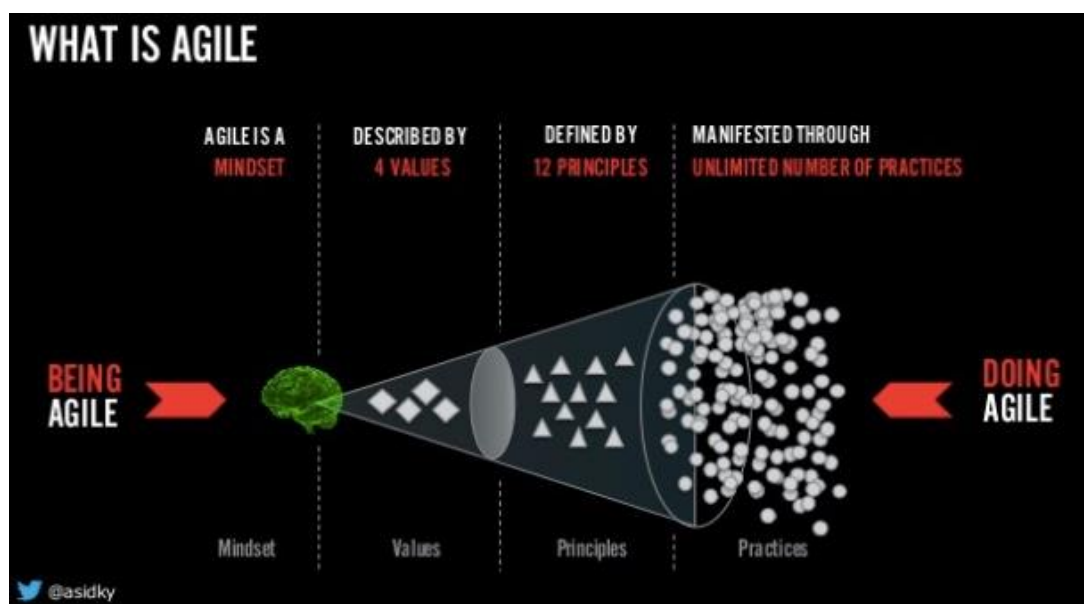 WHAT IS AGILE
AGILE IS A
MINDSET
DESCRIBED BY
4 VALUES
DEFINED BY
12 PRINCIPLES
MANIFESTED THROUGH
UNLIMITED NUMBER OF PRACTICES
BEING
AGILE
DOING
AGILE
Mindset
Values
Principles
Practices
@asidky